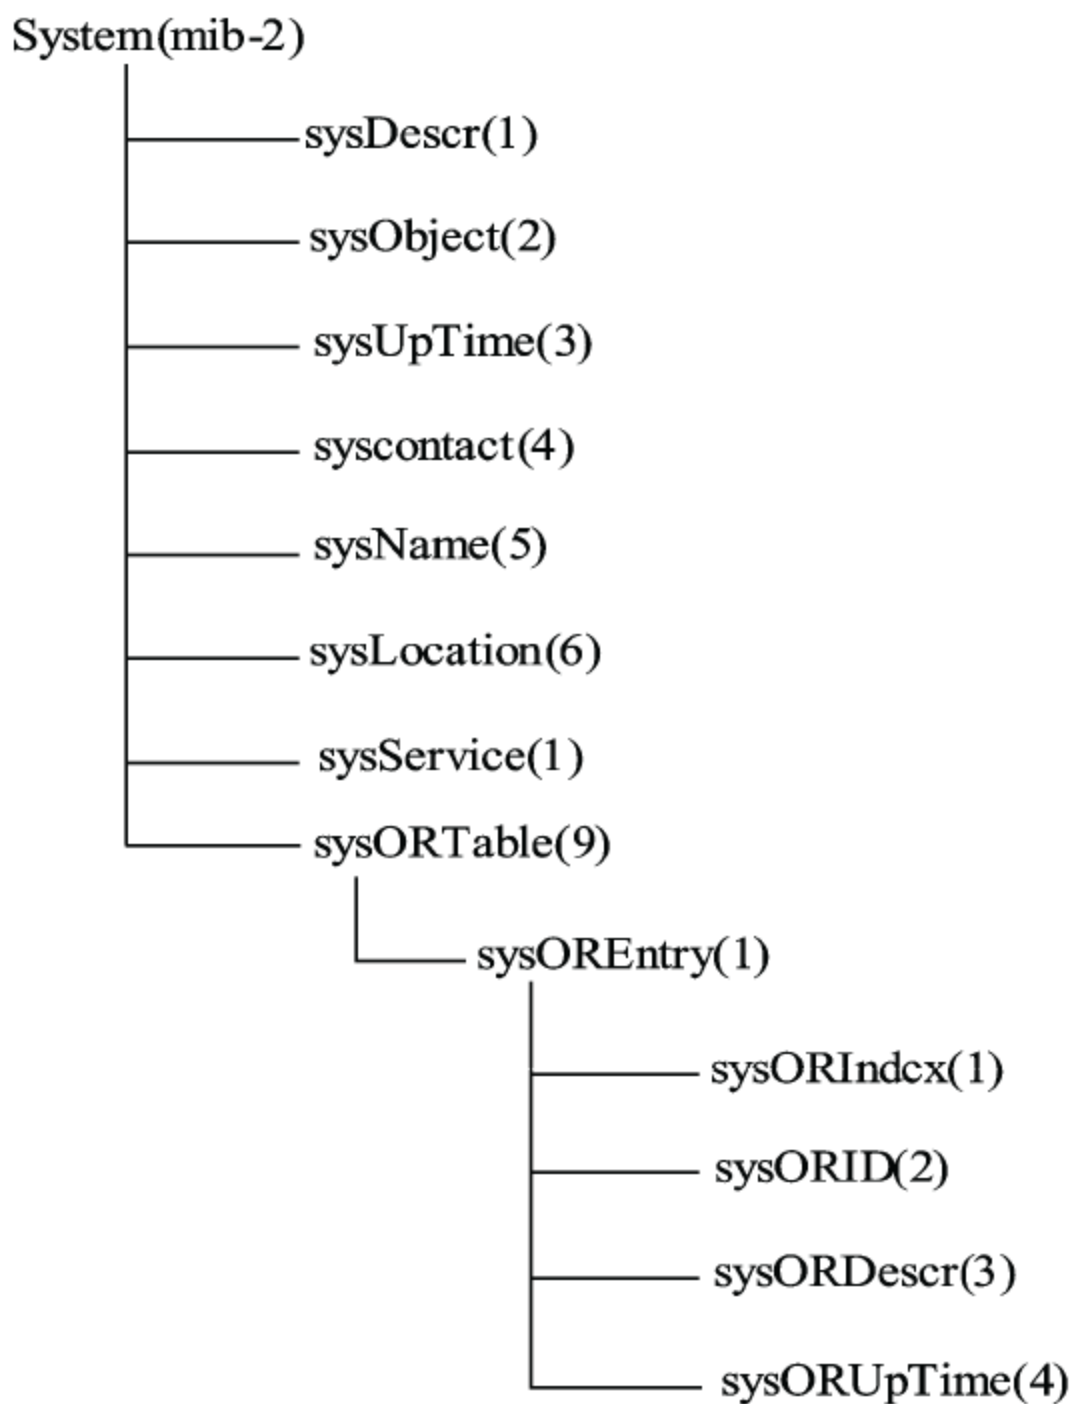 System(mib-2)
sysDescr(1)
sysObject(2)
sysUpTime(3)
syscontact(4)
sysName(5)
sysLocation(6)
sysService(1)
sysORTable(9)
sysOREntry(1)
sysORIndcx(1)
sysORID(2)
sysORDescr(3)
sysORUpTime(4)